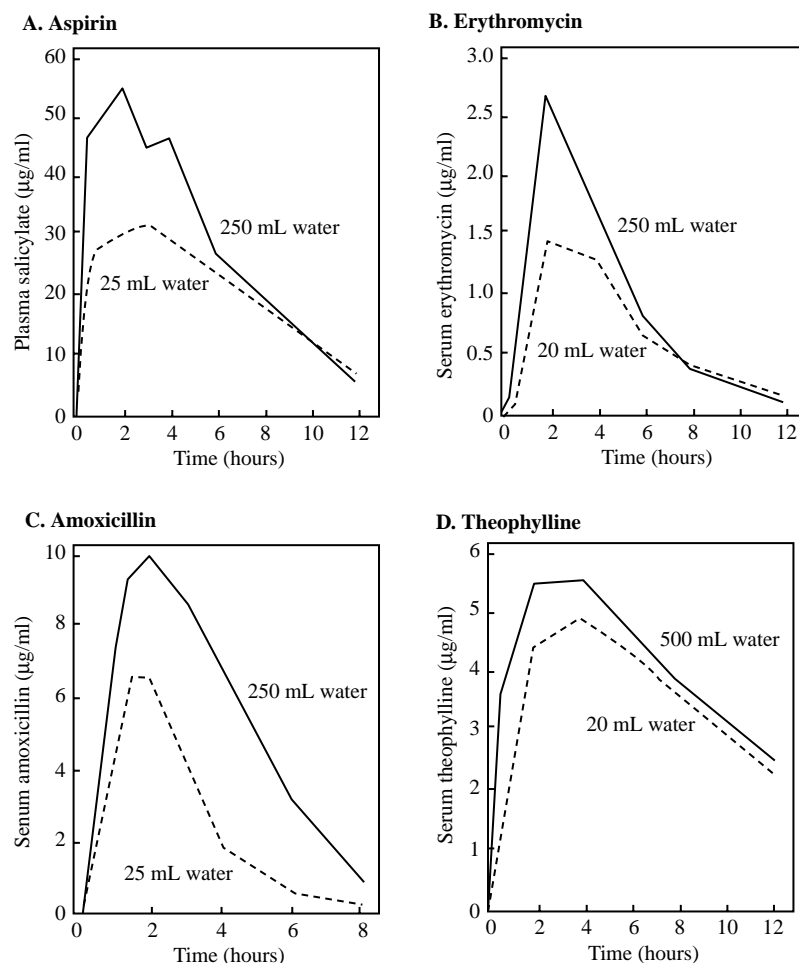 A. Aspirin
60
50
40
30
20
10
0
Plasma salicylate (μg/ml)
250 mL water
25 mL water
0 2 4 6 8 10 12
Time (hours)
B. Erythromycin
3.0
2.5
2.0
1.5
1.0
0.5
0
Serum erythromycin (μg/ml)
250 mL water
20 mL water
0 2 4 6 8 10 12
Time (hours)
C. Amoxicillin
10
8
6
4
2
0
Senum amoxicillin (μg/ml)
250 mL water
25 mL water
0 2 4 6 8
Time (hours)
D. Theophylline
6
5
4
3
2
1
0
Serum theophylline (μg/ml)
500 mL water
20 mL water
0 2 4 6 8 10 12
Time (hours)